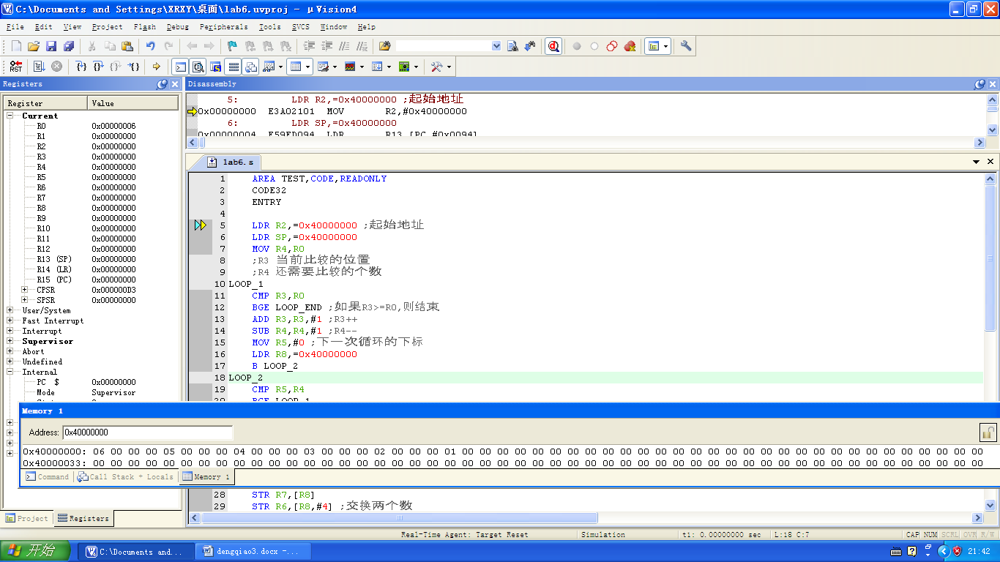 C:\Documents and Settings\XRXY\桌面\lab6.uvproj - µVision4
File Edit View Project Flash Debug Peripherals Tools SVCS Window Help
RST
Registers
Register Value
Current
R0 0x00000006
R1 0x00000000
R2 0x00000000
R3 0x00000000
R4 0x00000000
R5 0x00000000
R6 0x00000000
R7 0x00000000
R8 0x00000000
R9 0x00000000
R10 0x00000000
R11 0x00000000
R12 0x00000000
R13 (SP) 0x00000000
R14 (LR) 0x00000000
R15 (PC) 0x00000000
CPSR 0x000000D3
SPSR 0x00000000
User/System
Fast Interrupt
Interrupt
Supervisor
Abort
Undefined
Internal
PC $ 0x00000000
Mode Supervisor
Disassembly
5: LDR R2,=0x40000000 ;起始地址
0x00000000 E3A02101 MOV R2,#0x40000000
6: LDR SP,=0x40000000
0x00000004 E59FD094 LDR R13,[PC,#0x0094]
lab6.s
1 AREA TEST,CODE,READONLY
2 CODE32
3 ENTRY
4
5 LDR R2,=0x40000000 ;起始地址
6 LDR SP,=0x40000000
7 MOV R4,R0
8 ;R3 当前比较的位置
9 ;R4 还需要比较的个数
10 LOOP_1
11 CMP R3,R0
12 BGE LOOP_END ;如果R3>=R0,则结束
13 ADD R3,R3,#1 ;R3++
14 SUB R4,R4,#1 ;R4--
15 MOV R5,#0 ;下一次循环的下标
16 LDR R8,=0x40000000
17 B LOOP_2
18 LOOP_2
19 CMP R5,R4
20 BGE LOOP_1
Memory 1
Address: 0x40000000
0x40000000: 06 00 00 00 05 00 00 00 04 00 00 00 03 00 00 00 02 00 00 00 01 00 00 00 00 00 00 00 00 00 00 00 00 00 00 00 00 00 00 00 00 00 00 00 00 00 00 00 00 00 00
0x40000033: 00 00 00 00 00 00 00 00 00 00 00 00 00 00 00 00 00 00 00 00 00 00 00 00 00 00 00 00 00 00 00 00 00 00 00 00 00 00 00 00 00 00 00 00 00 00 00 00 00 00 00
Command Call Stack + Locals Memory 1
28 STR R7,[R8]
29 STR R6,[R8,#4] ;交换两个数
Project Registers
Real-Time Agent: Target Reset Simulation t1: 0.00000000 sec L:18 C:7 CAP NUM SCRL OVR R/W
开始 C:\Documents and... dengqiao3.docx -... 21:42